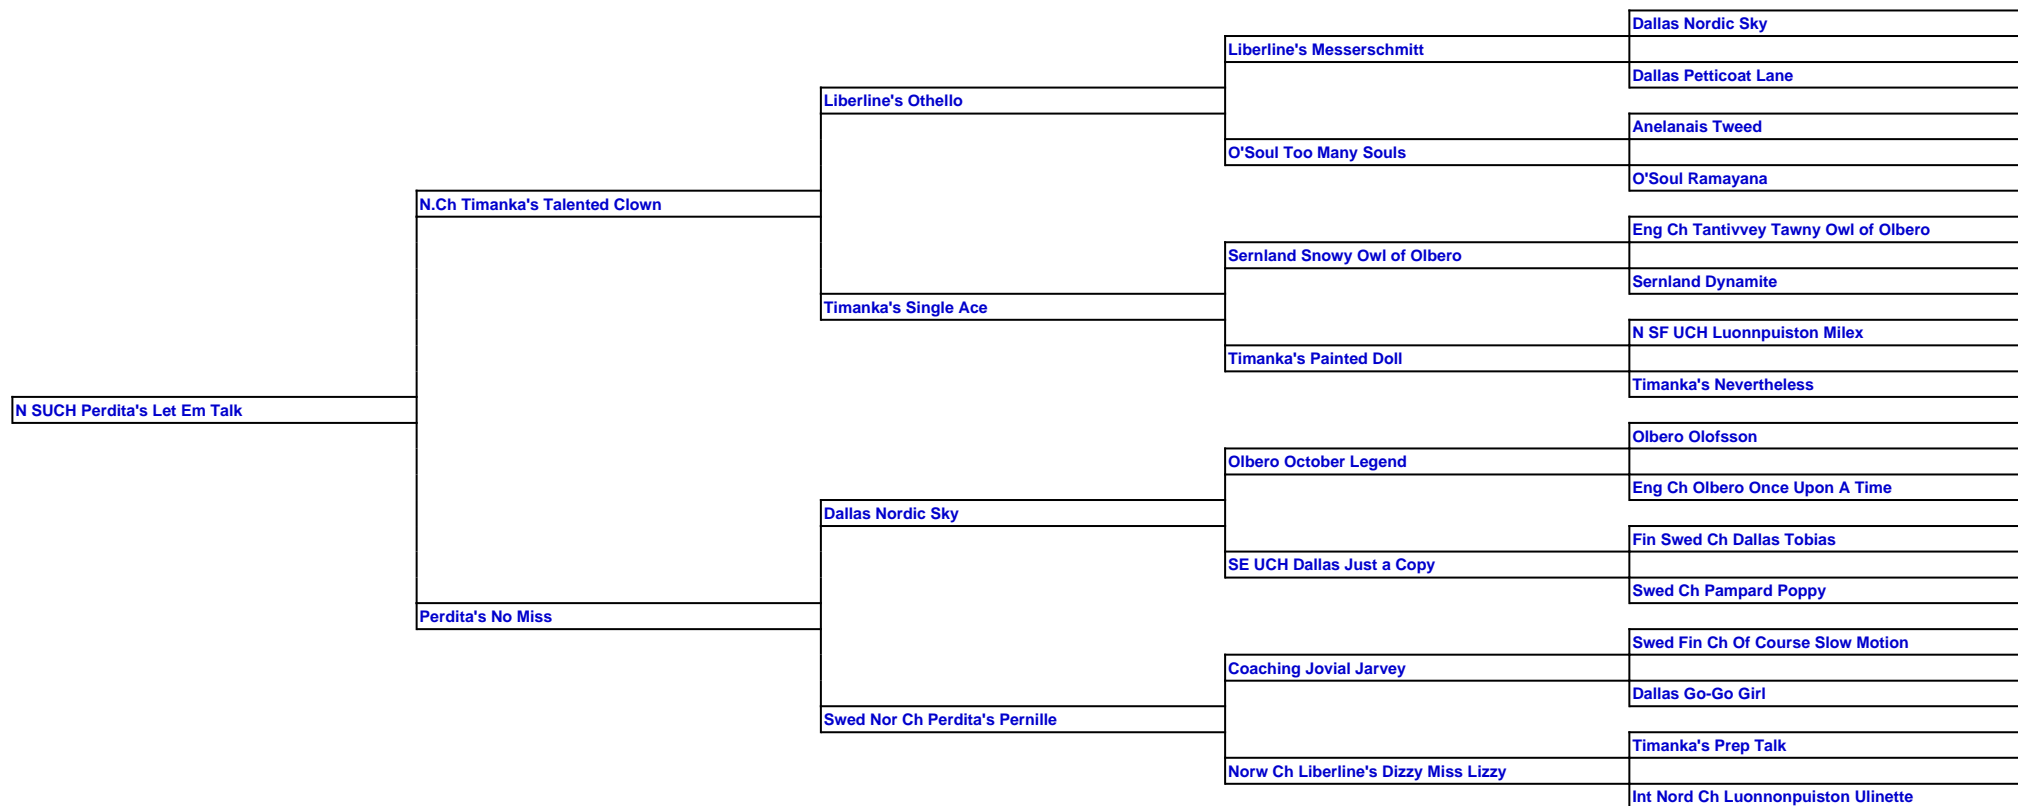 Dallas Nordic Sky
Liberline's Messerschmitt
Dallas Petticoat Lane
Liberline's Othello
Anelanais Tweed
O'Soul Too Many Souls
O'Soul Ramayana
N.Ch Timanka's Talented Clown
Eng Ch Tantivvey Tawny Owl of Olbero
Sernland Snowy Owl of Olbero
Sernland Dynamite
Timanka's Single Ace
N SF UCH Luonnpuiston Milex
Timanka's Painted Doll
Timanka's Nevertheless
N SUCH Perdita's Let Em Talk
Olbero Olofsson
Olbero October Legend
Eng Ch Olbero Once Upon A Time
Dallas Nordic Sky
Fin Swed Ch Dallas Tobias
SE UCH Dallas Just a Copy
Swed Ch Pampard Poppy
Perdita's No Miss
Swed Fin Ch Of Course Slow Motion
Coaching Jovial Jarvey
Dallas Go-Go Girl
Swed Nor Ch Perdita's Pernille
Timanka's Prep Talk
Norw Ch Liberline's Dizzy Miss Lizzy
Int Nord Ch Luonnonpuiston Ulinette